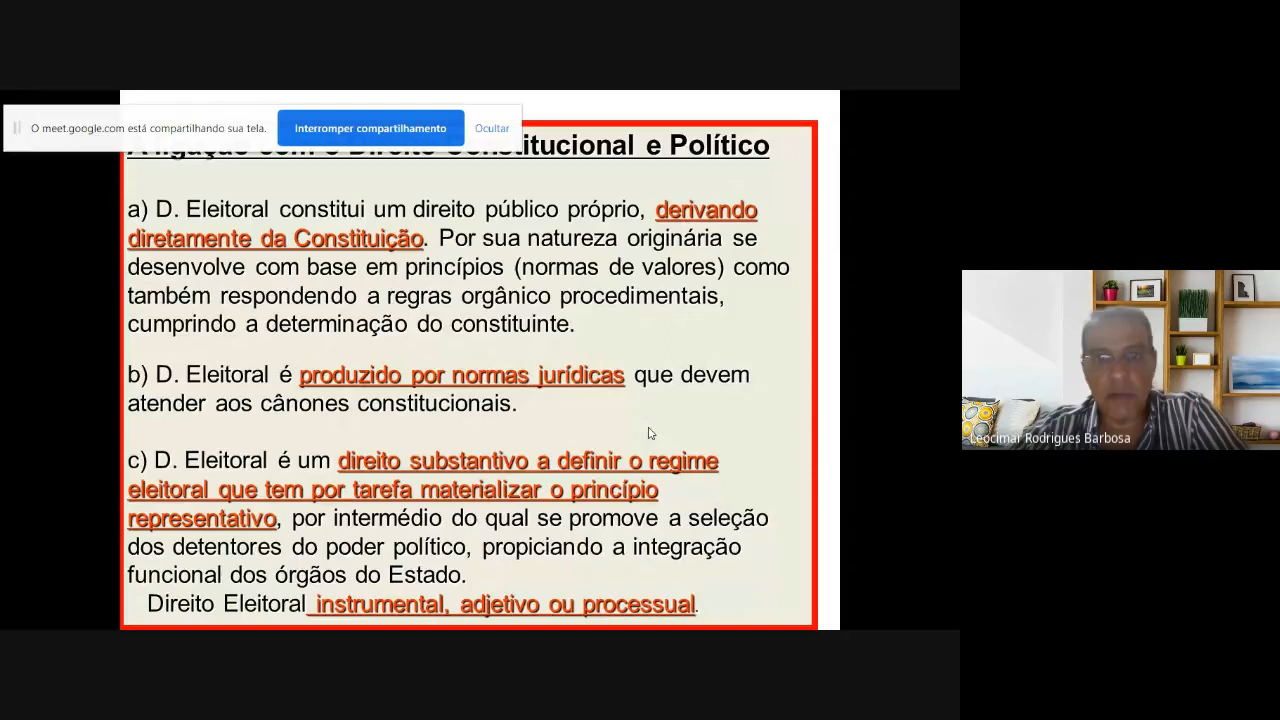 O meet.google.com está compartilhando sua tela. Interromper compartilhamento Ocultar
Constitucional e Político
a) D. Eleitoral constitui um direito público próprio, derivando
diretamente da Constituição. Por sua natureza originária se
desenvolve com base em princípios (normas de valores) como
também respondendo a regras orgânico procedimentais,
cumprindo a determinação do constituinte.
b) D. Eleitoral é produzido por normas jurídicas que devem
atender aos cânones constitucionais.
c) D. Eleitoral é um direito substantivo a definir o regime
eleitoral que tem por tarefa materializar o princípio
representativo, por intermédio do qual se promove a seleção
dos detentores do poder político, propiciando a integração
funcional dos órgãos do Estado.
Direito Eleitoral instrumental, adjetivo ou processual.
Leocimar Rodrigues Barbosa